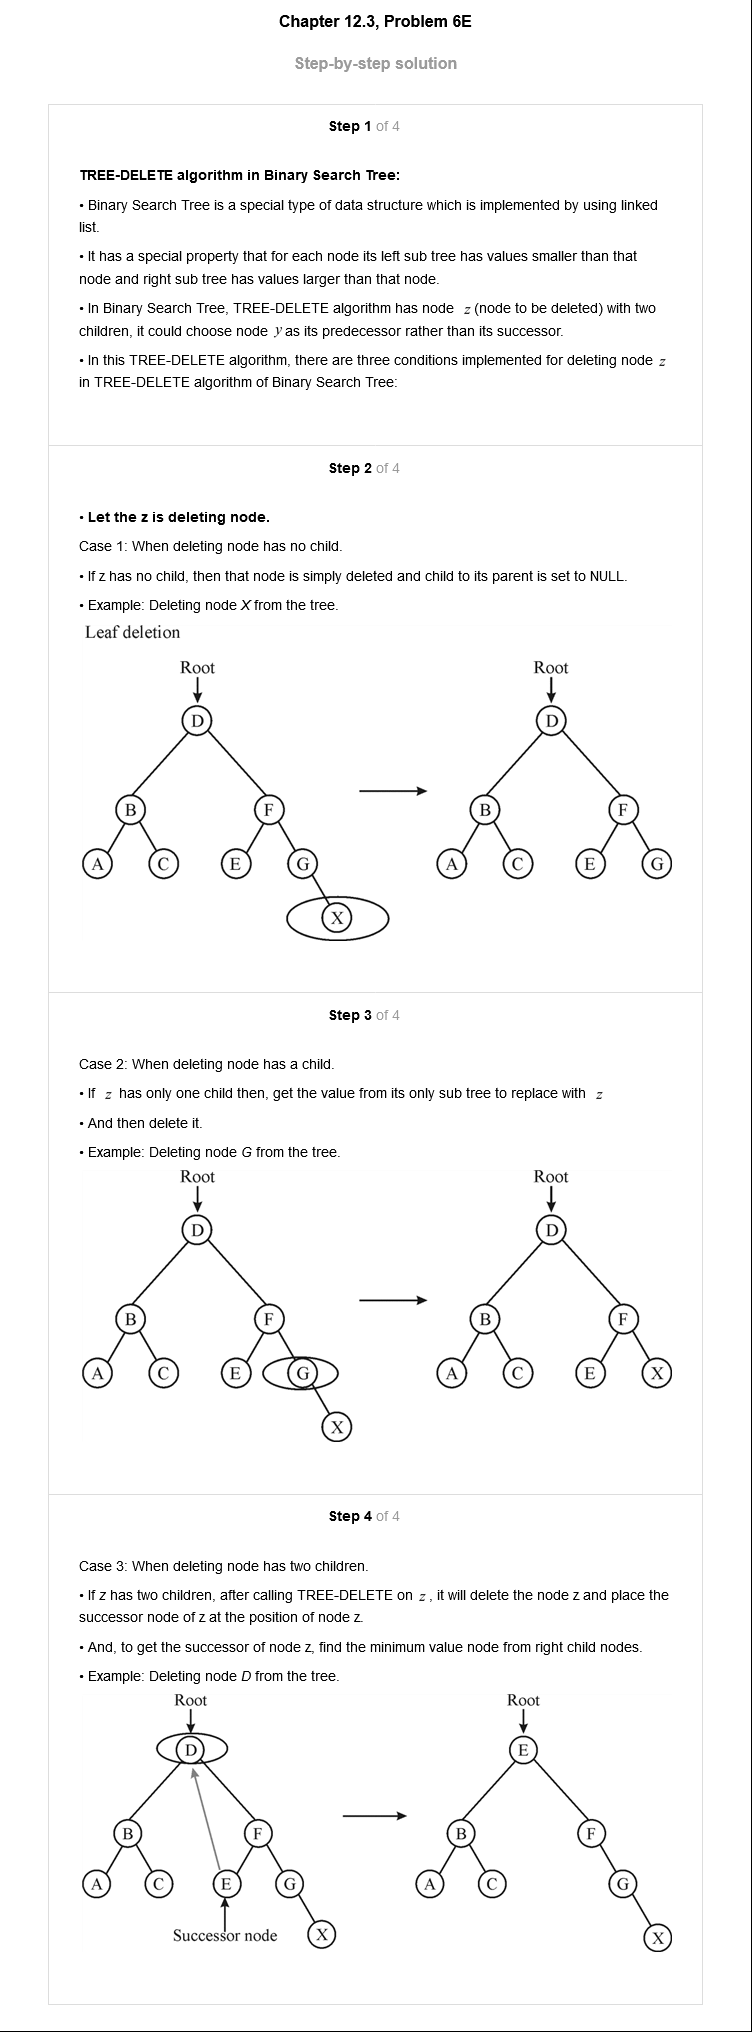 Chapter 12.3, Problem 6E
Step-by-step solution
Step 1 of 4
TREE-DELETE algorithm in Binary Search Tree:
• Binary Search Tree is a special type of data structure which is implemented by using linked
list.
• It has a special property that for each node its left sub tree has values smaller than that
node and right sub tree has values larger than that node.
• In Binary Search Tree, TREE-DELETE algorithm has node z (node to be deleted) with two
children, it could choose node y as its predecessor rather than its successor.
• In this TREE-DELETE algorithm, there are three conditions implemented for deleting node z
in TREE-DELETE algorithm of Binary Search Tree:
Step 2 of 4
• Let the z is deleting node.
Case 1: When deleting node has no child.
• If z has no child, then that node is simply deleted and child to its parent is set to NULL.
• Example: Deleting node X from the tree.
Leaf deletion
Root Root
D D
B F B F
A C E G A C E G
X
Step 3 of 4
Case 2: When deleting node has a child.
• If z has only one child then, get the value from its only sub tree to replace with z
• And then delete it.
• Example: Deleting node G from the tree.
Root Root
D D
B F B F
A C E G A C E X
X
Step 4 of 4
Case 3: When deleting node has two children.
• If z has two children, after calling TREE-DELETE on z, it will delete the node z and place the
successor node of z at the position of node z.
• And, to get the successor of node z, find the minimum value node from right child nodes.
• Example: Deleting node D from the tree.
Root Root
D E
B F B F
A C E G A C G
Successor node X X